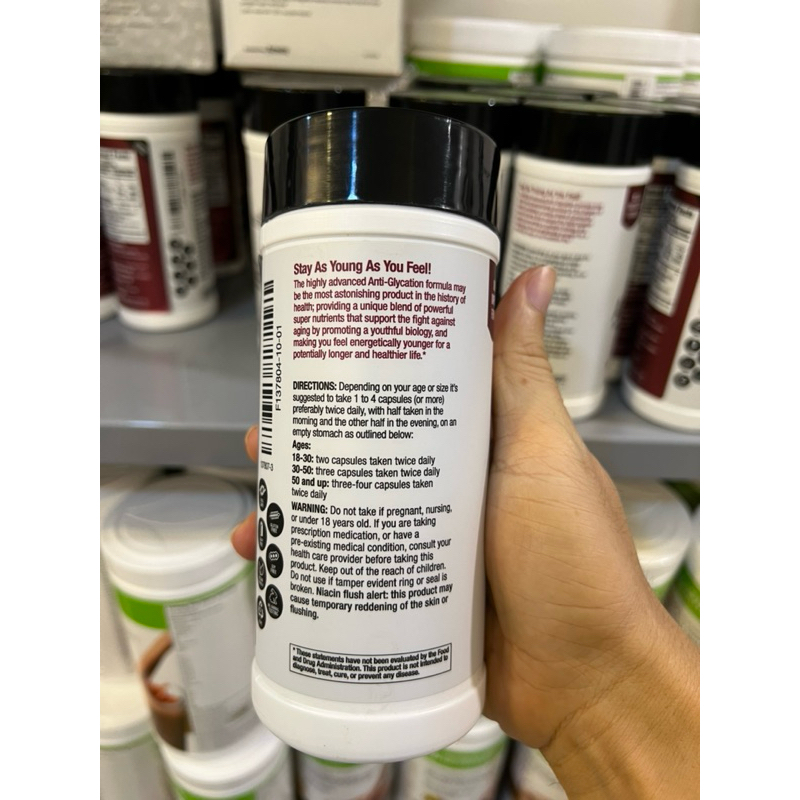 Stay As Young As You Feel!
The highly advanced Anti-Glycation formula may
be the most astonishing product in the history of
health; providing a unique blend of powerful
super nutrients that support the fight against
aging by promoting a youthful biology, and
making you feel energetically younger for a
potentially longer and healthier life.*
DIRECTIONS: Depending on your age or size it's
suggested to take 1 to 4 capsules (or more)
preferably twice daily, with half taken in the
morning and the other half in the evening, on an
empty stomach as outlined below:
Ages:
18-30: two capsules taken twice daily
30-50: three capsules taken twice daily
50 and up: three-four capsules taken
twice daily
WARNING: Do not take if pregnant, nursing,
or under 18 years old. If you are taking
prescription medication, or have a
pre-existing medical condition, consult your
health care provider before taking this
product. Keep out of the reach of children.
Do not use if tamper evident ring or seal is
broken. Niacin flush alert: this product may
cause temporary reddening of the skin or
flushing.
* These statements have not been evaluated by the Food
and Drug Administration. This product is not intended to
diagnose, treat, cure, or prevent any disease.
F137804-10-01